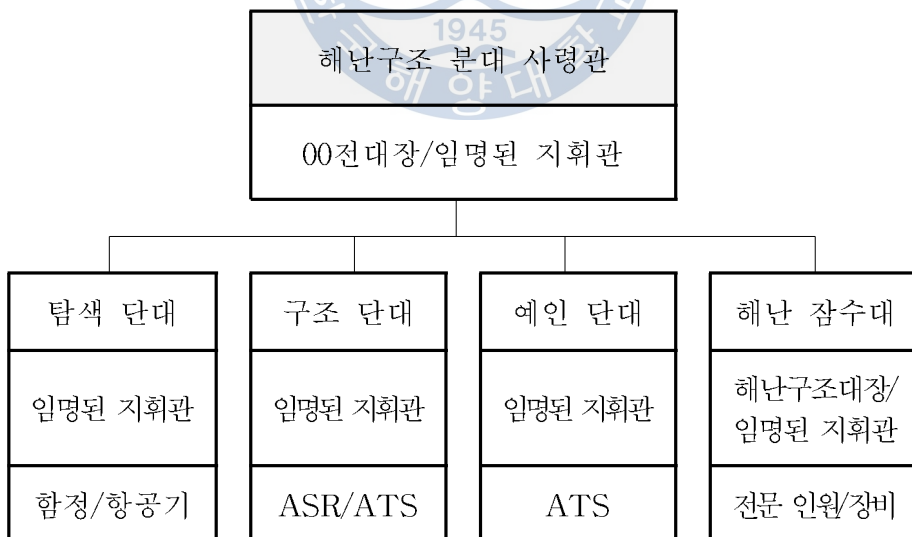 1945
해양대
해난구조 분대 사령관
00전대장/임명된 지휘관
탐색 단대
구조 단대
예인 단대
해난 잠수대
임명된 지휘관
임명된 지휘관
임명된 지휘관
해난구조대장/
임명된 지휘관
함정/항공기
ASR/ATS
ATS
전문 인원/장비